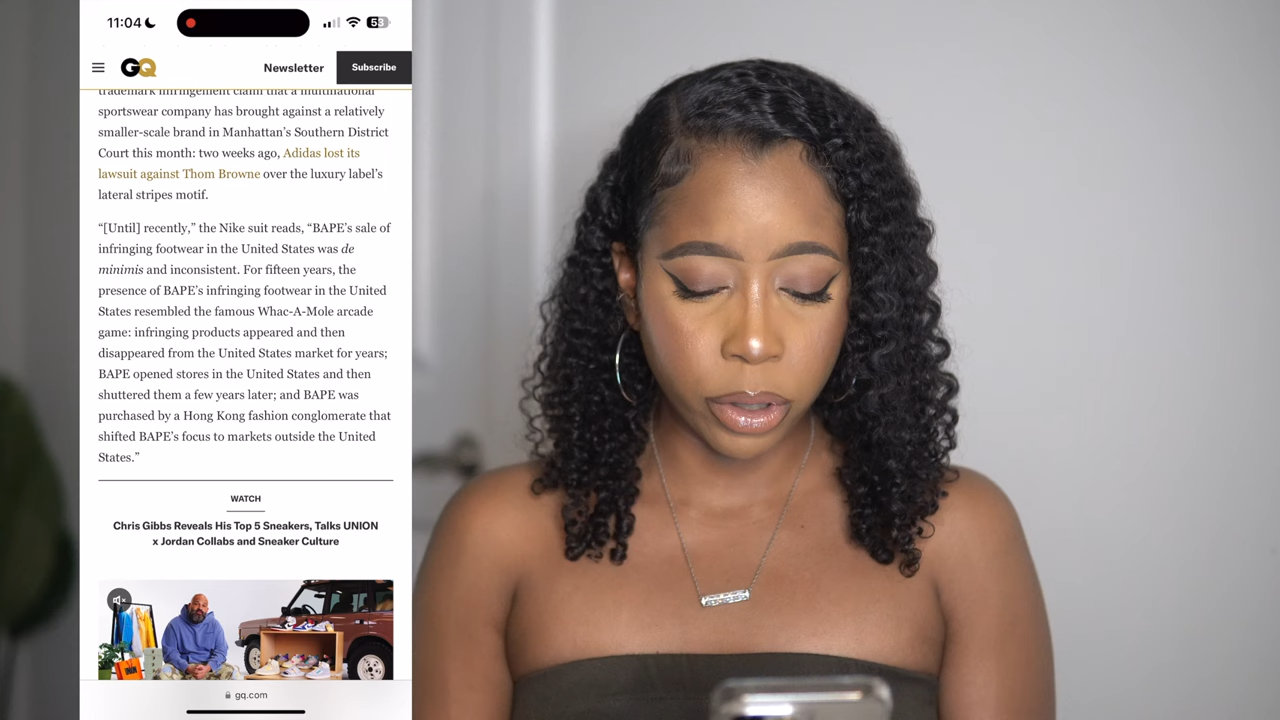 11:04
53
GQ
Newsletter
Subscribe
trademark infringement claim that a multinational
sportswear company has brought against a relatively
smaller-scale brand in Manhattan’s Southern District
Court this month: two weeks ago, Adidas lost its
lawsuit against Thom Browne over the luxury label’s
lateral stripes motif.
“[Until] recently,” the Nike suit reads, “BAPE’s sale of
infringing footwear in the United States was de
minimis and inconsistent. For fifteen years, the
presence of BAPE’s infringing footwear in the United
States resembled the famous Whac-A-Mole arcade
game: infringing products appeared and then
disappeared from the United States market for years;
BAPE opened stores in the United States and then
shuttered them a few years later; and BAPE was
purchased by a Hong Kong fashion conglomerate that
shifted BAPE’s focus to markets outside the United
States.”
WATCH
Chris Gibbs Reveals His Top 5 Sneakers, Talks UNION
x Jordan Collabs and Sneaker Culture
gq.com